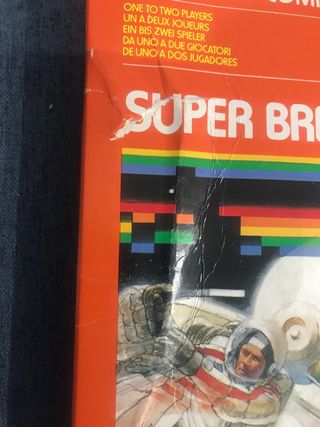 ONE TO TWO PLAYERS
UN A DEUX JOUEURS
EIN BIS ZWEI SPIELER
DA UNO A DUE GIOCATORI
DE UNO A DOS JUGADORES
SUPER BRE